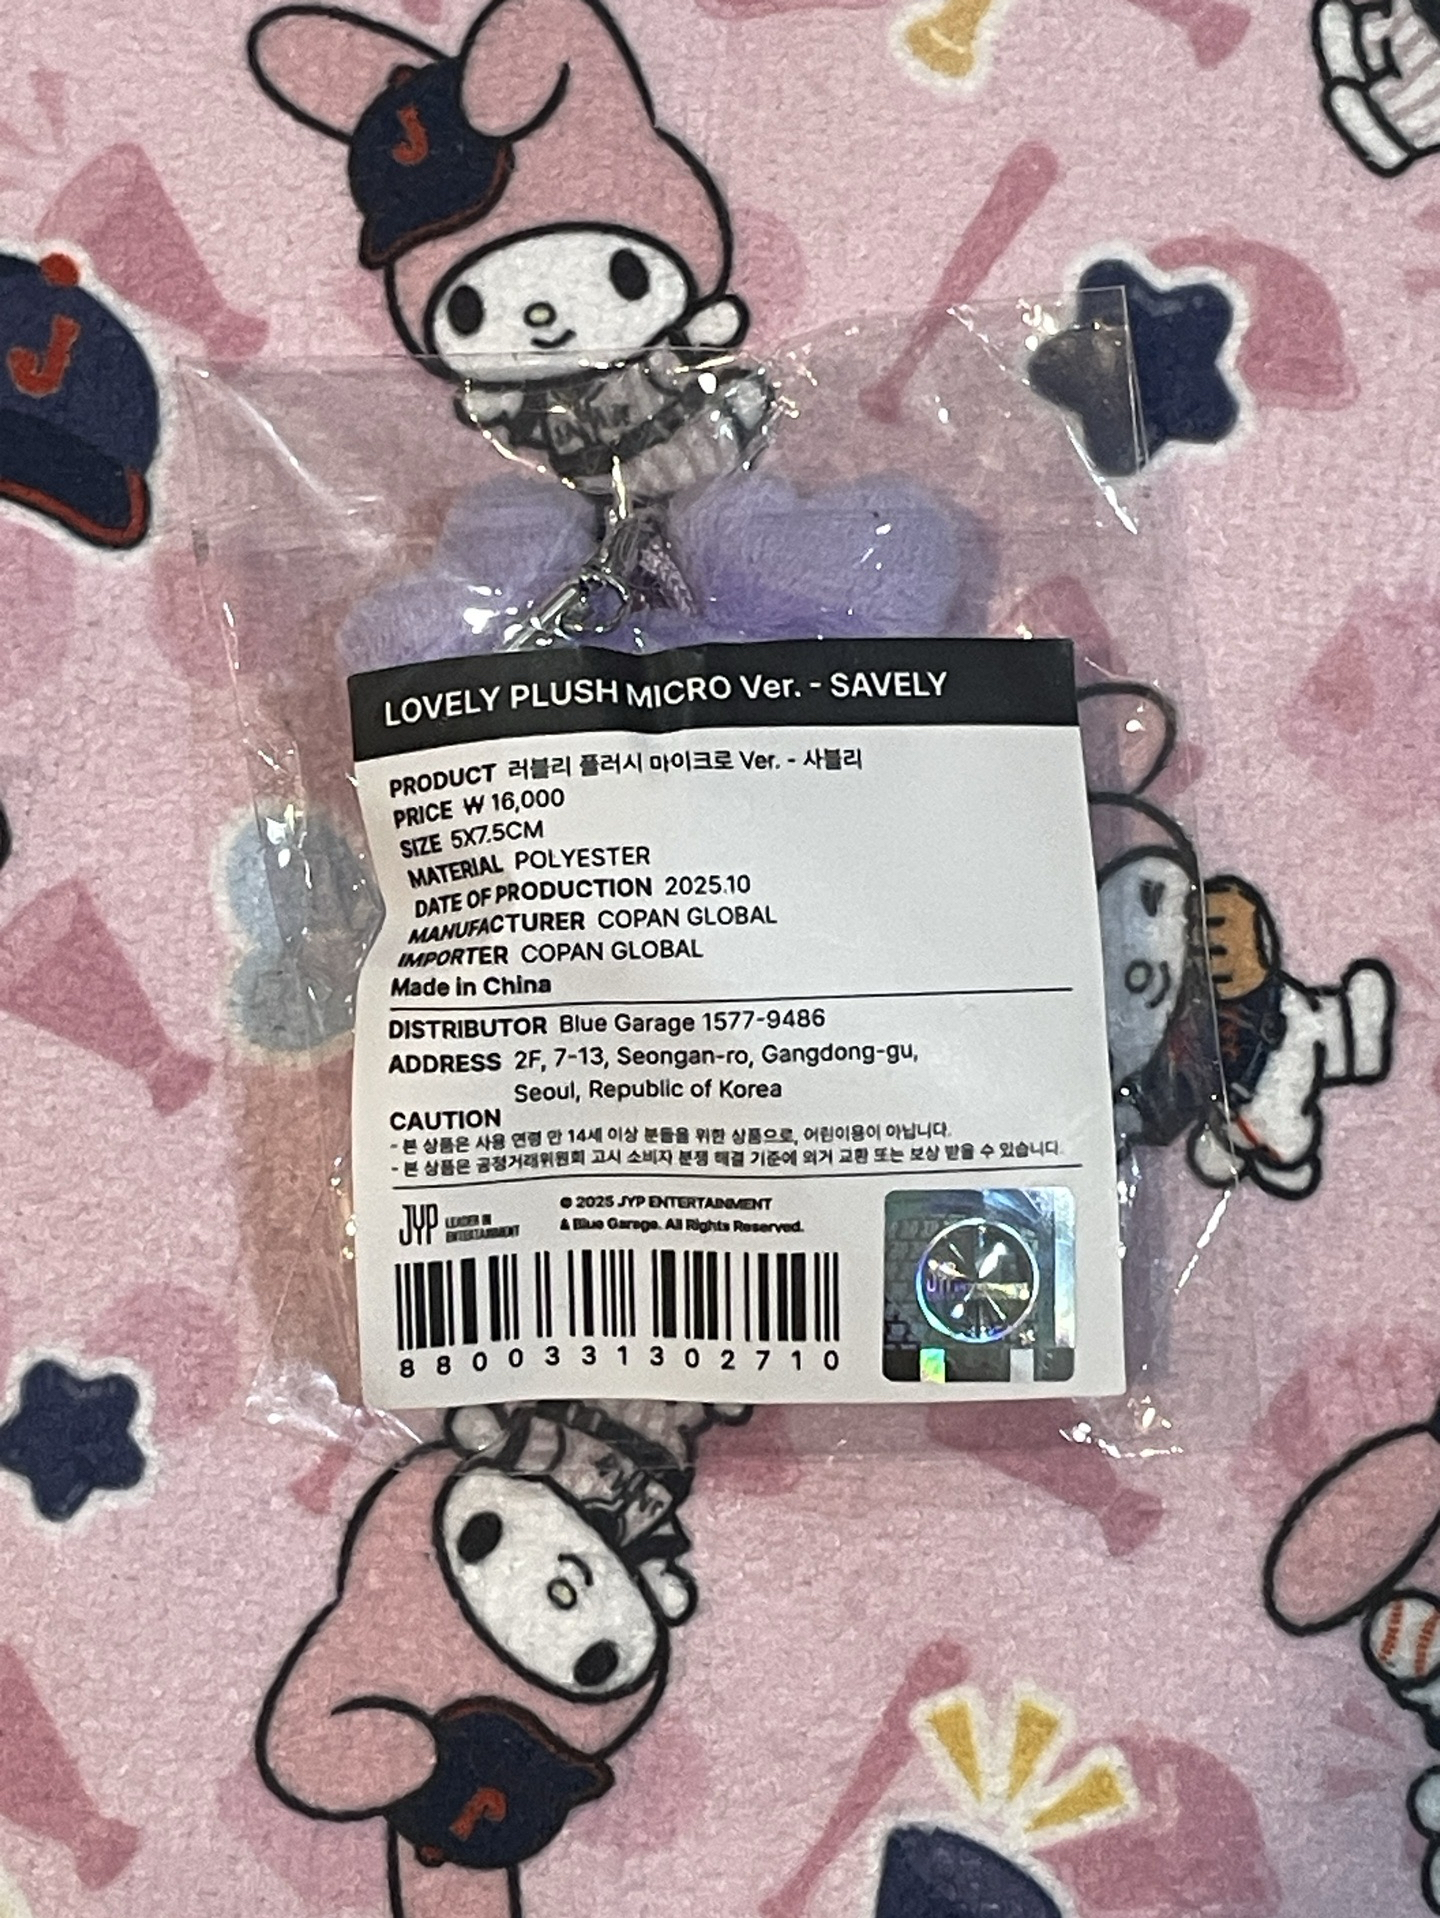 J
J
LOVELY PLUSH MICRO Ver. - SAVELY
PRODUCT 러블리 플러시 마이크로 Ver. - 사블리
PRICE ₩ 16,000
SIZE 5X7.5CM
MATERIAL POLYESTER
DATE OF PRODUCTION 2025.10
MANUFACTURER COPAN GLOBAL
IMPORTER COPAN GLOBAL
Made in China
DISTRIBUTOR Blue Garage 1577-9486
ADDRESS 2F, 7-13, Seongan-ro, Gangdong-gu,
Seoul, Republic of Korea
CAUTION
- 본 상품은 사용 연령 만 14세 이상 분들을 위한 상품으로, 어린이용이 아닙니다.
- 본 상품은 공정거래위원회 고시 소비자 분쟁 해결 기준에 의거 교환 또는 보상 받을 수 있습니다.
JYP LEADER IN
ENTERTAINMENT
© 2025 JYP ENTERTAINMENT
& Blue Garage. All Rights Reserved.
8800331302710
JYP